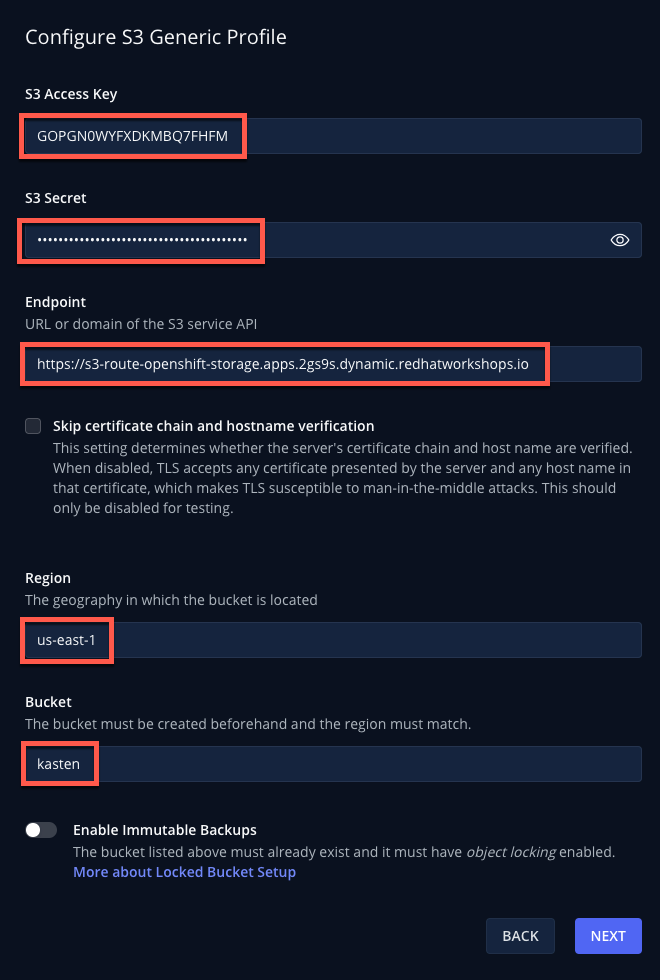 Configure S3 Generic Profile
S3 Access Key
GOPGN0WYFXDKMBQ7FHFM
S3 Secret
••••••••••••••••••••••••••••••••••••••••
Endpoint
URL or domain of the S3 service API
https://s3-route-openshift-storage.apps.2gs9s.dynamic.redhatworkshops.io
Skip certificate chain and hostname verification
This setting determines whether the server's certificate chain and host name are verified.
When disabled, TLS accepts any certificate presented by the server and any host name in
that certificate, which makes TLS susceptible to man-in-the-middle attacks. This should
only be disabled for testing.
Region
The geography in which the bucket is located
us-east-1
Bucket
The bucket must be created beforehand and the region must match.
kasten
Enable Immutable Backups
The bucket listed above must already exist and it must have object locking enabled.
More about Locked Bucket Setup
BACK
NEXT